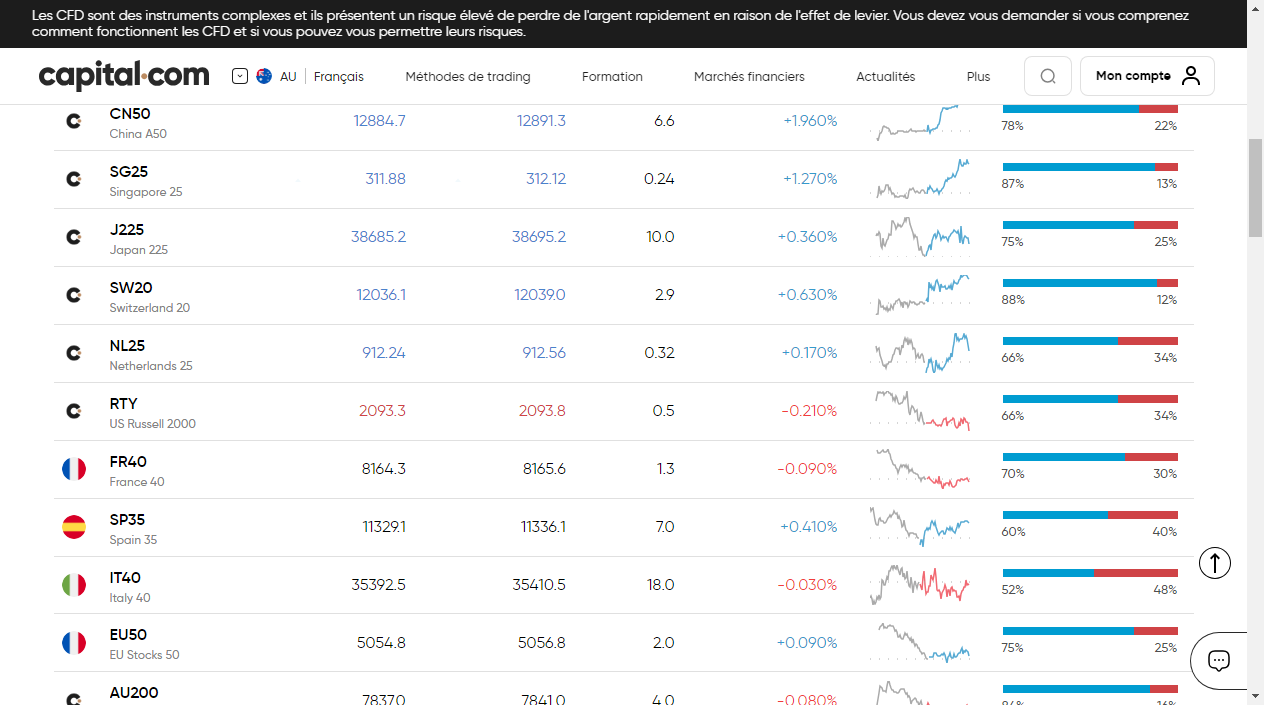 Les CFD sont des instruments complexes et ils présentent un risque élevé de perdre de l'argent rapidement en raison de l'effet de levier. Vous devez vous demander si vous comprenez
comment fonctionnent les CFD et si vous pouvez vous permettre leurs risques.
capital.com AU Français Méthodes de trading Formation Marchés financiers Actualités Plus Mon compte
CN50 12884.7 12891.3 6.6 +1.960%
China A50 78% 22%
SG25 311.88 312.12 0.24 +1.270%
Singapore 25 87% 13%
J225 38685.2 38695.2 10.0 +0.360%
Japan 225 75% 25%
SW20 12036.1 12039.0 2.9 +0.630%
Switzerland 20 88% 12%
NL25 912.24 912.56 0.32 +0.170%
Netherlands 25 66% 34%
RTY 2093.3 2093.8 0.5 -0.210%
US Russell 2000 66% 34%
FR40 8164.3 8165.6 1.3 -0.090%
France 40 70% 30%
SP35 11329.1 11336.1 7.0 +0.410%
Spain 35 60% 40%
IT40 35392.5 35410.5 18.0 -0.030%
Italy 40 52% 48%
EU50 5054.8 5056.8 2.0 +0.090%
EU Stocks 50 75% 25%
AU200 7837.0 7841.0 4.0 -0.080%